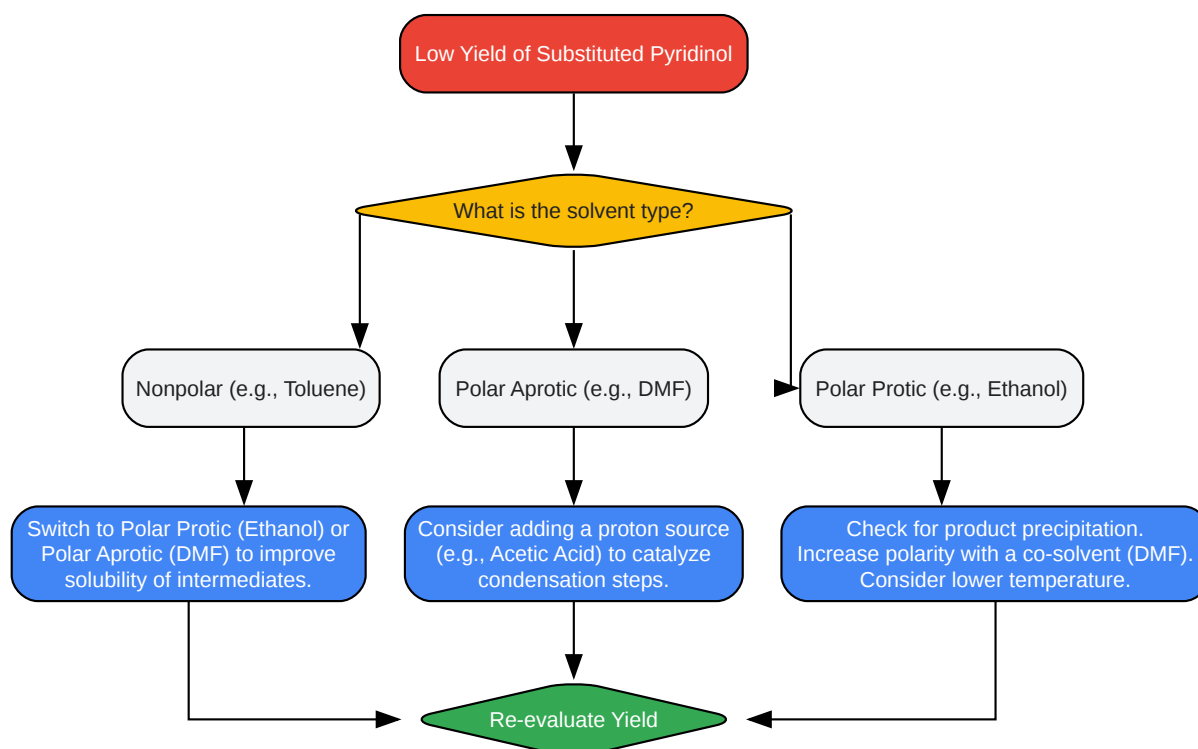 Low Yield of Substituted Pyridinol
What is the solvent type?
Nonpolar (e.g., Toluene)
Polar Aprotic (e.g., DMF)
Polar Protic (e.g., Ethanol)
Switch to Polar Protic (Ethanol) or
Polar Aprotic (DMF) to improve
solubility of intermediates.
Consider adding a proton source
(e.g., Acetic Acid) to catalyze
condensation steps.
Check for product precipitation.
Increase polarity with a co-solvent (DMF).
Consider lower temperature.
Re-evaluate Yield